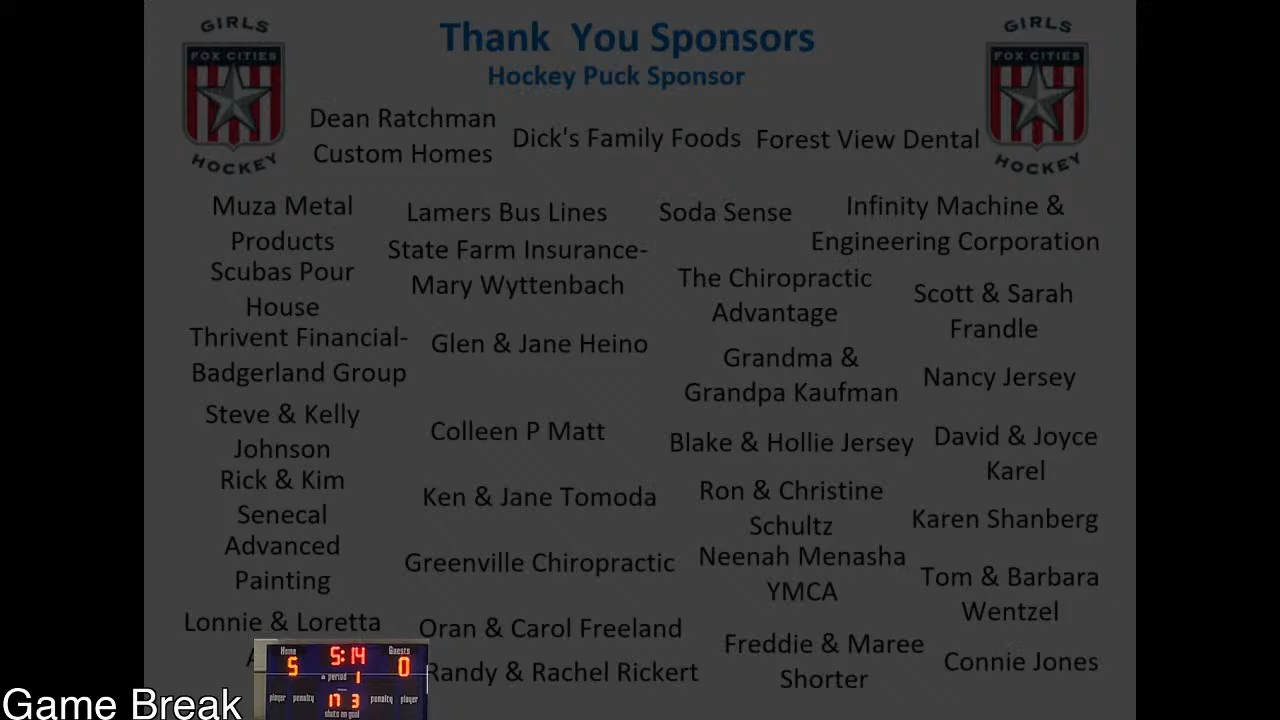 GIRLS
FOX CITIES
HOCKEY
Thank You Sponsors
Hockey Puck Sponsor
GIRLS
FOX CITIES
HOCKEY
Dean Ratchman
Custom Homes
Dick's Family Foods
Forest View Dental
Muza Metal
Products
Lamers Bus Lines
Soda Sense
Infinity Machine &
Engineering Corporation
Scubas Pour
House
State Farm Insurance-
Mary Wyttenbach
The Chiropractic
Advantage
Scott & Sarah
Frandle
Thrivent Financial-
Badgerland Group
Glen & Jane Heino
Grandma &
Grandpa Kaufman
Nancy Jersey
Steve & Kelly
Johnson
Colleen P Matt
Blake & Hollie Jersey
David & Joyce
Karel
Rick & Kim
Senecal
Ken & Jane Tomoda
Ron & Christine
Schultz
Karen Shanberg
Advanced
Painting
Greenville Chiropractic
Neenah Menasha
YMCA
Tom & Barbara
Wentzel
Lonnie & Loretta
Oran & Carol Freeland
Freddie & Maree
Shorter
Connie Jones
Randy & Rachel Rickert
Home 5:14 Guests
5 0
period 1
player penalty 17 3 penalty player
shots on goal
Game Break